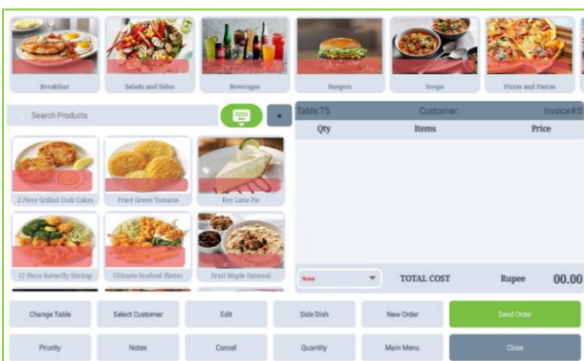 Breakfast
Salads and Sides
Beverages
Burgers
Soups
Pizzas and Pastas
Search Products
+
Table:T5
Customer:
Invoice#:0
Qty
Items
Price
2 Piece Grilled Crab Cakes
Fried Green Tomatos
Key Lime Pie
12 Piece Butterfly Shrimp
Ultimate Seafood Platter
Fruit Maple Oatmeal
None
TOTAL COST
Rupee
00.00
Change Table
Select Customer
Edit
Side Dish
New Order
Send Order
Priority
Notes
Cancel
Quantity
Main Menu
Close